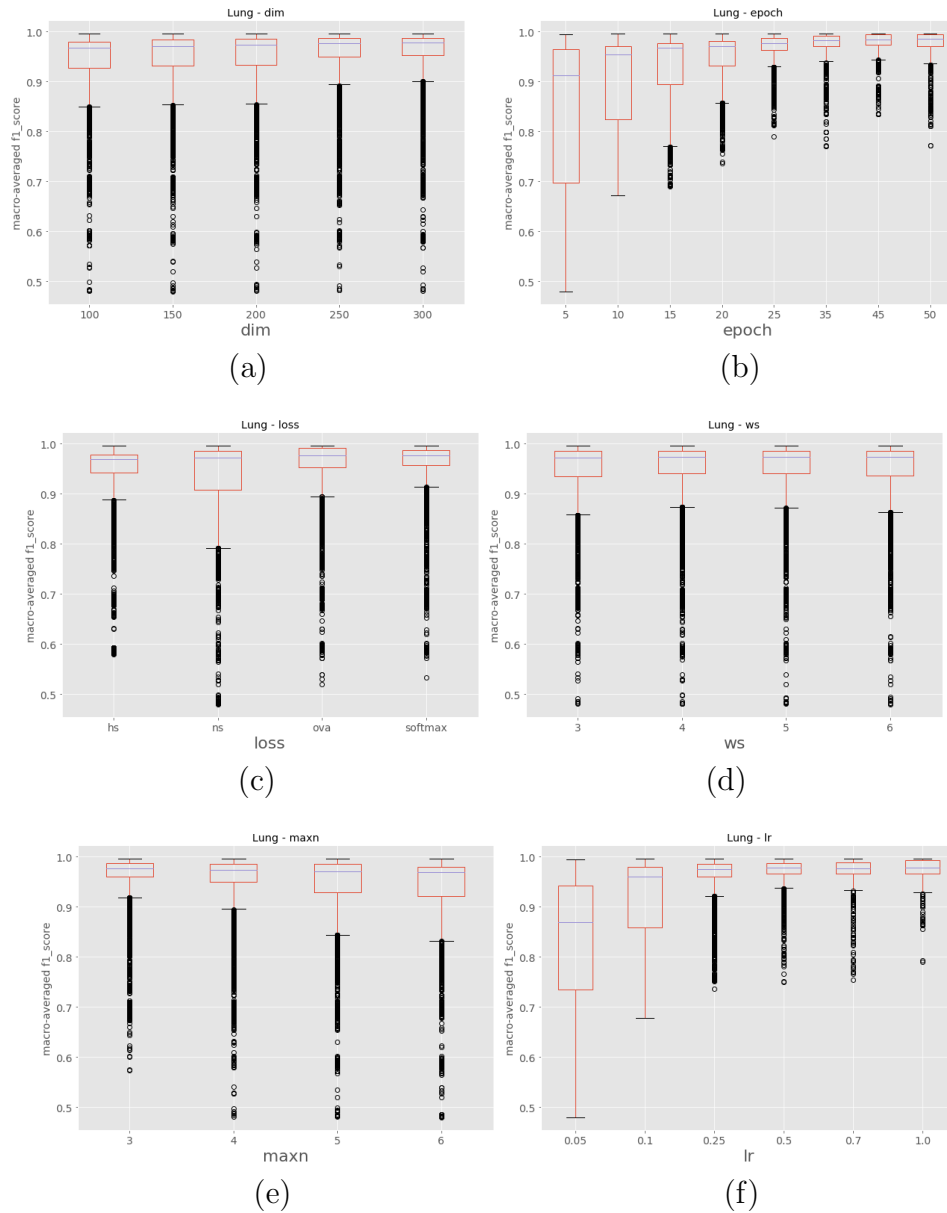 Lung - dim
macro-averaged f1_score
1.0
0.9
0.8
0.7
0.6
0.5
100 150 200 250 300
dim
(a)
Lung - epoch
macro-averaged f1_score
1.0
0.9
0.8
0.7
0.6
0.5
5 10 15 20 25 35 45 50
epoch
(b)
Lung - loss
macro-averaged f1_score
1.0
0.9
0.8
0.7
0.6
0.5
hs ns ova softmax
loss
(c)
Lung - ws
macro-averaged f1_score
1.0
0.9
0.8
0.7
0.6
0.5
3 4 5 6
ws
(d)
Lung - maxn
macro-averaged f1_score
1.0
0.9
0.8
0.7
0.6
0.5
3 4 5 6
maxn
(e)
Lung - lr
macro-averaged f1_score
1.0
0.9
0.8
0.7
0.6
0.5
0.05 0.1 0.25 0.5 0.7 1.0
lr
(f)